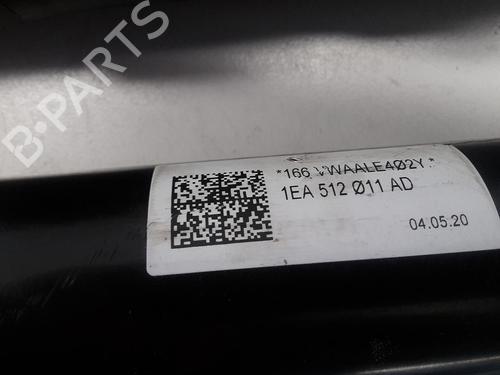 B-PARTS
*166 VWAALE4Ø2Y.*
1EA 512 Ø11 AD
04.05.20